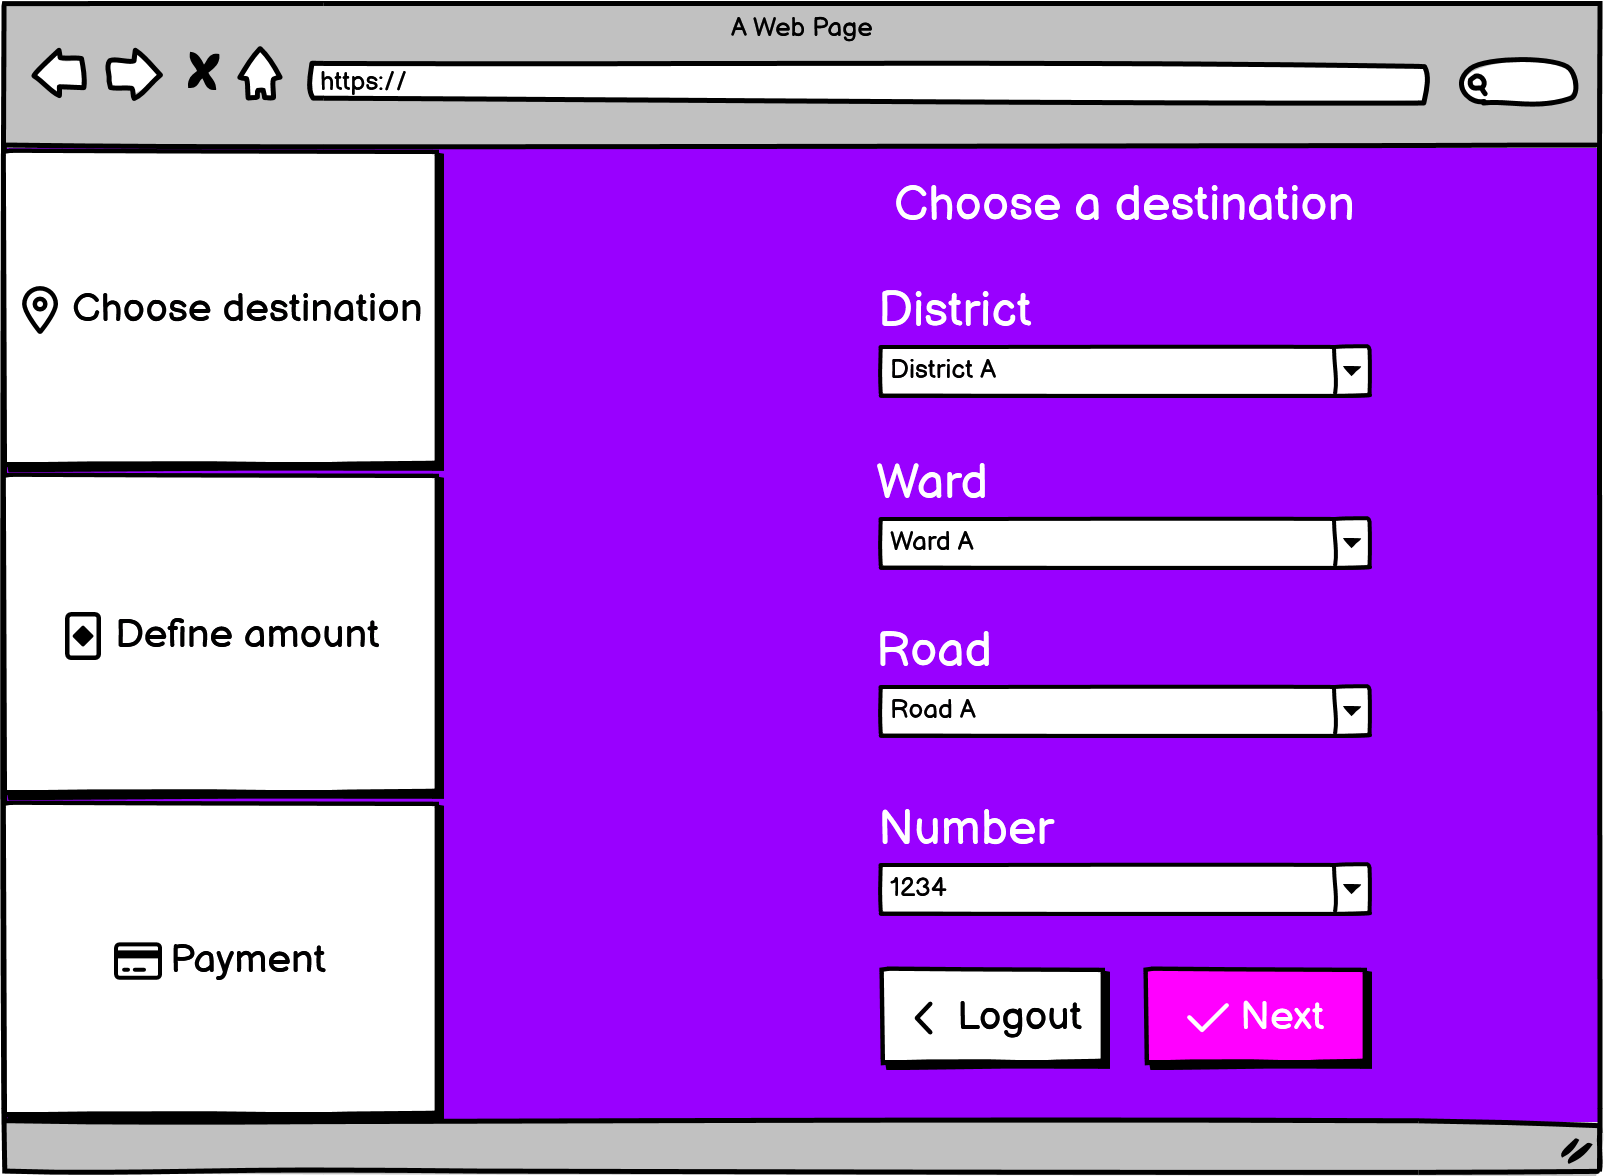 A Web Page
https://
Choose destination
Define amount
Payment
Choose a destination
District
District A
Ward
Ward A
Road
Road A
Number
1234
Logout
Next